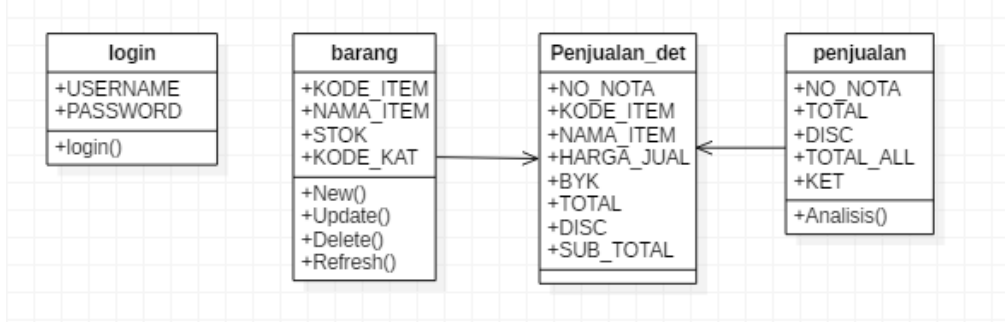 login
+USERNAME
+PASSWORD
+login()
barang
+KODE_ITEM
+NAMA_ITEM
+STOK
+KODE_KAT
+New()
+Update()
+Delete()
+Refresh()
Penjualan_det
+NO_NOTA
+KODE_ITEM
+NAMA_ITEM
+HARGA_JUAL
+BYK
+TOTAL
+DISC
+SUB_TOTAL
penjualan
+NO_NOTA
+TOTAL
+DISC
+TOTAL_ALL
+KET
+Analisis()